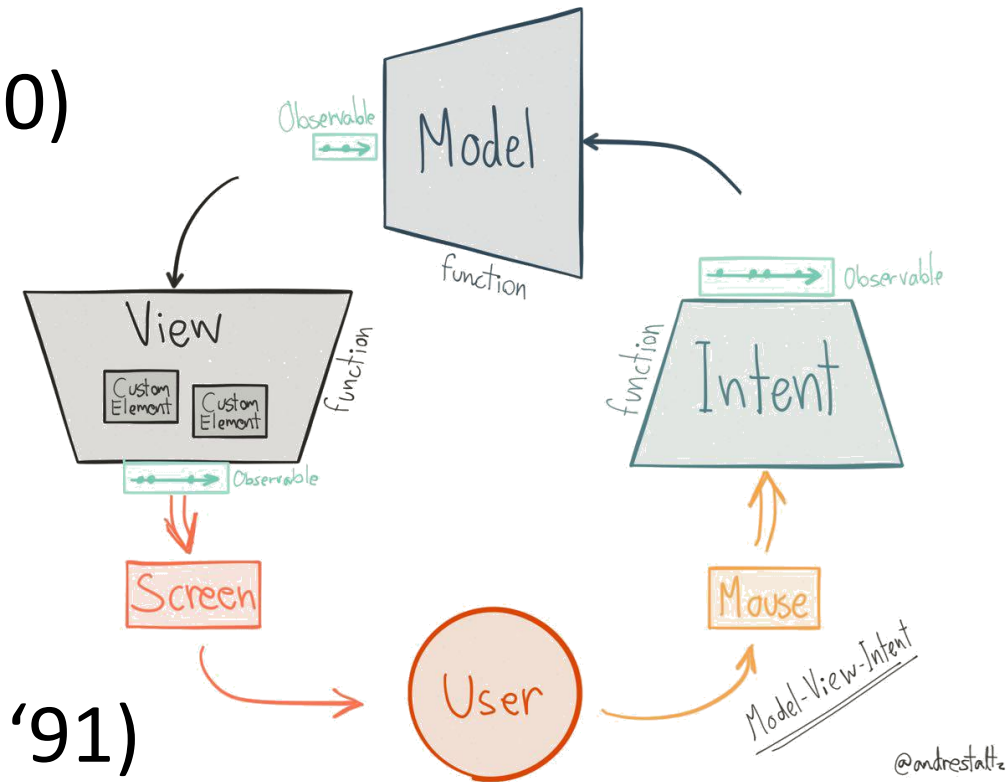 0)
Observable
Model
function
Observable
View
function
Custom
Element
Custom
Element
Observable
function
Intent
Screen
Mouse
User
Model-View-Intent
‘91)
@andrestaltz